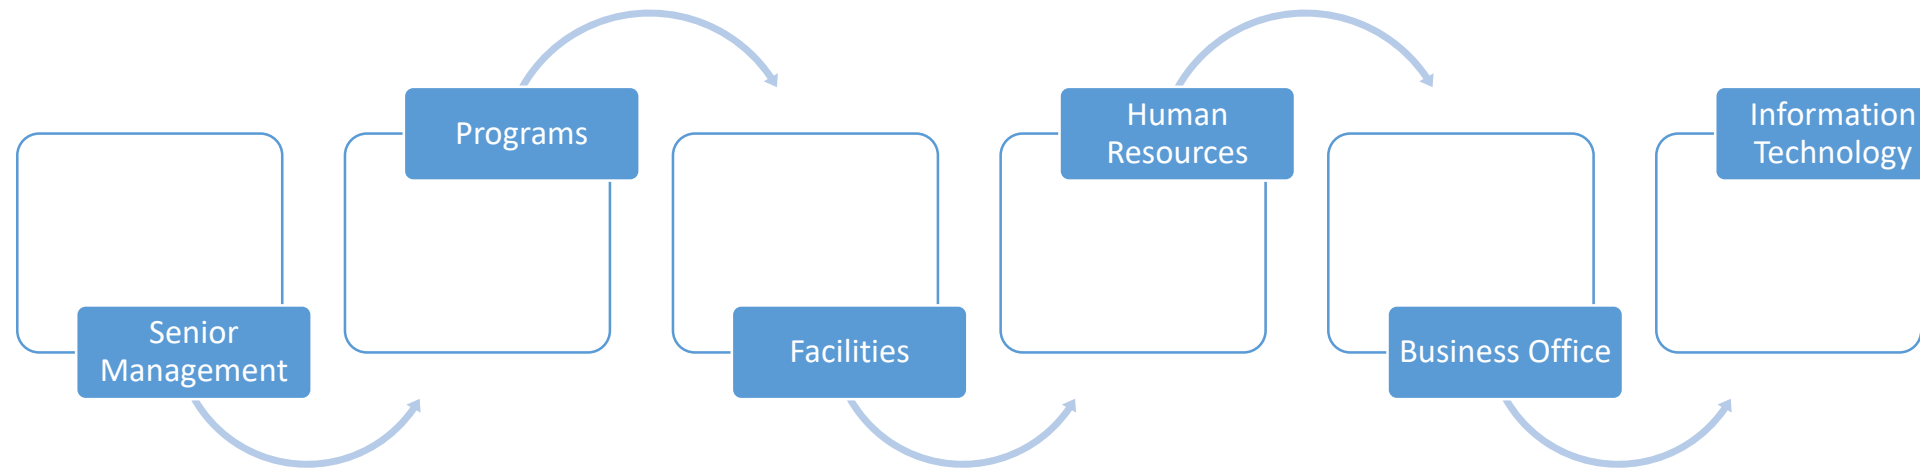 Senior
Management
Programs
Facilities
Human
Resources
Business Office
Information
Technology